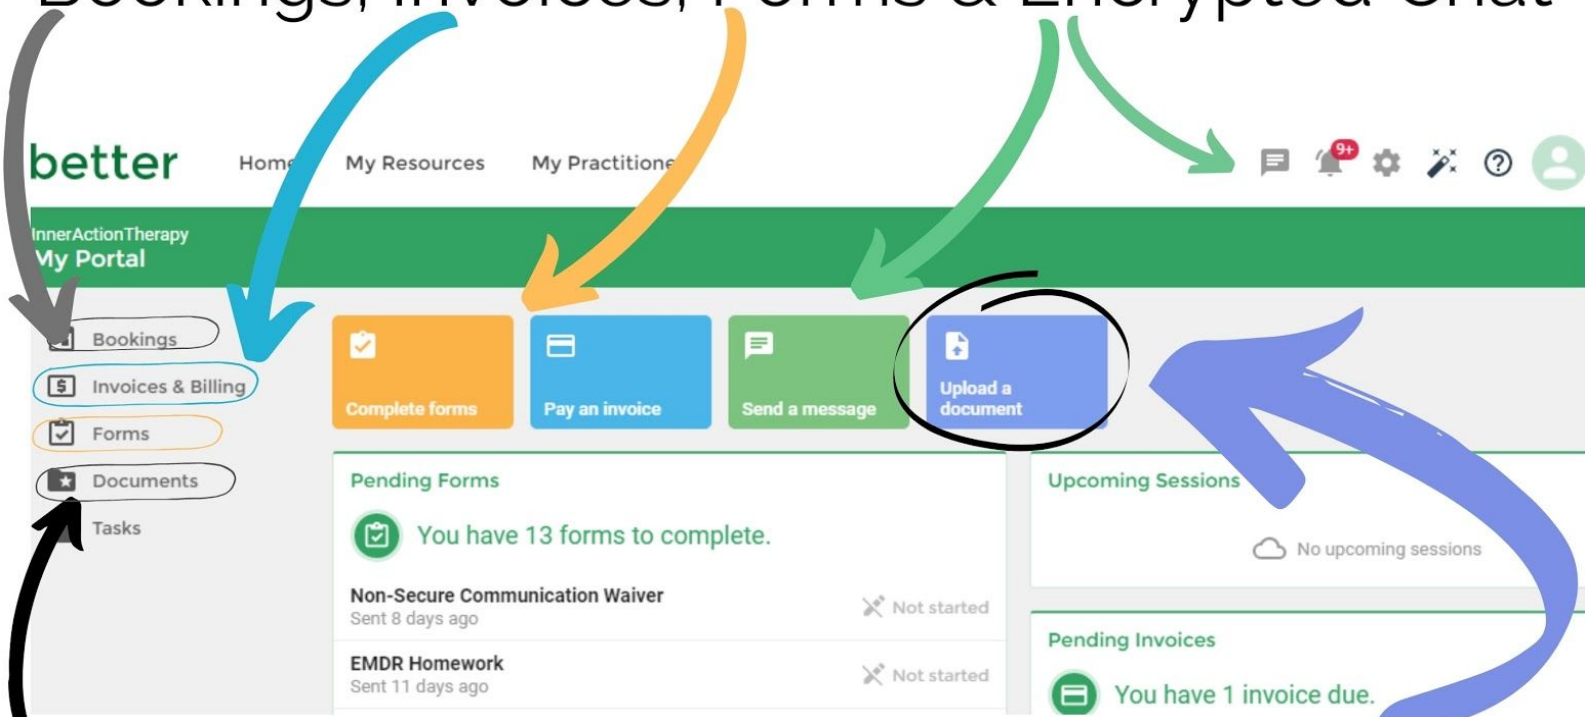 Bookings, Invoices, Forms & Encrypted Chat
better
Home
My Resources
My Practitione
9+
InnerActionTherapy
My Portal
Bookings
Invoices & Billing
Forms
Documents
Tasks
Complete forms
Pay an invoice
Send a message
Upload a
document
Pending Forms
You have 13 forms to complete.
Non-Secure Communication Waiver
Sent 8 days ago
Not started
EMDR Homework
Sent 11 days ago
Not started
Upcoming Sessions
No upcoming sessions
Pending Invoices
You have 1 invoice due.